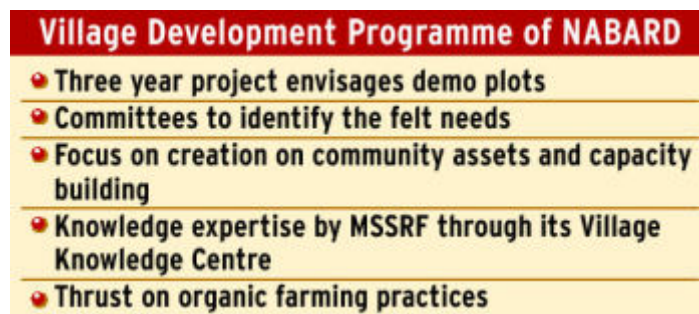 Village Development Programme of NABARD
Three year project envisages demo plots
Committees to identify the felt needs
Focus on creation on community assets and capacity
building
Knowledge expertise by MSSRF through its Village
Knowledge Centre
Thrust on organic farming practices